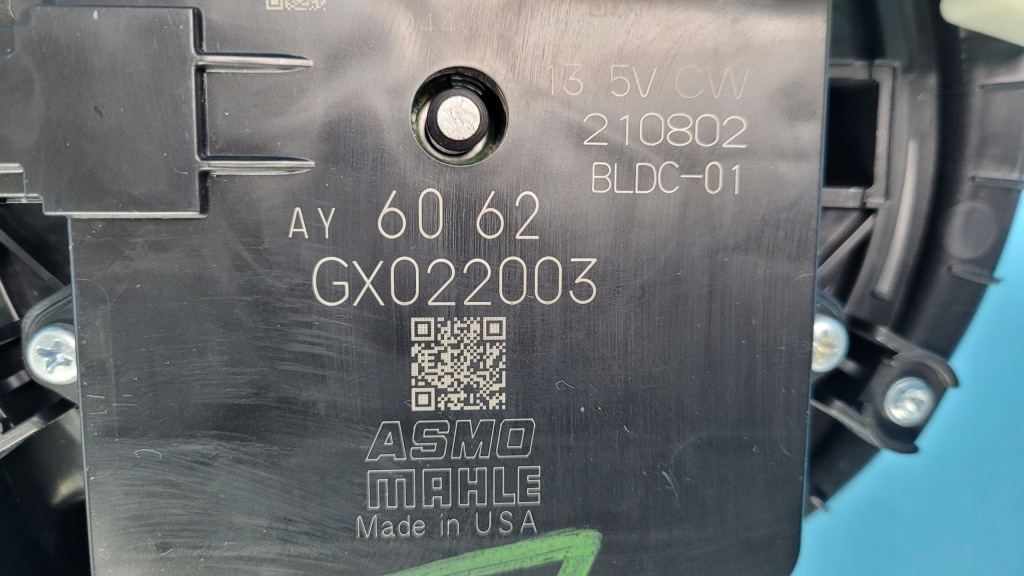 13.5V CW
210802
BLDC-01
AY 60 62
GX022003
ASMO
MAHLE
Made in USA